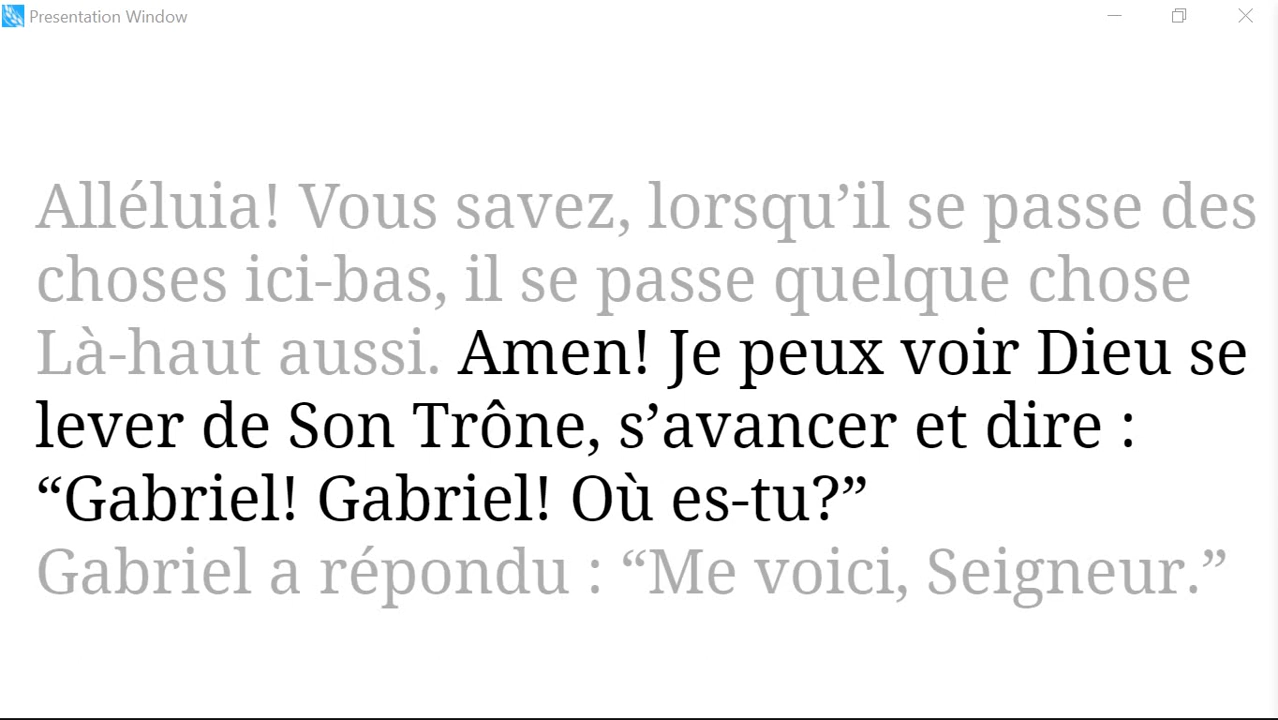 Presentation Window
Alléluia! Vous savez, lorsqu’il se passe des
choses ici-bas, il se passe quelque chose
Là-haut aussi. Amen! Je peux voir Dieu se
lever de Son Trône, s’avancer et dire :
“Gabriel! Gabriel! Où es-tu?”
Gabriel a répondu : “Me voici, Seigneur.”